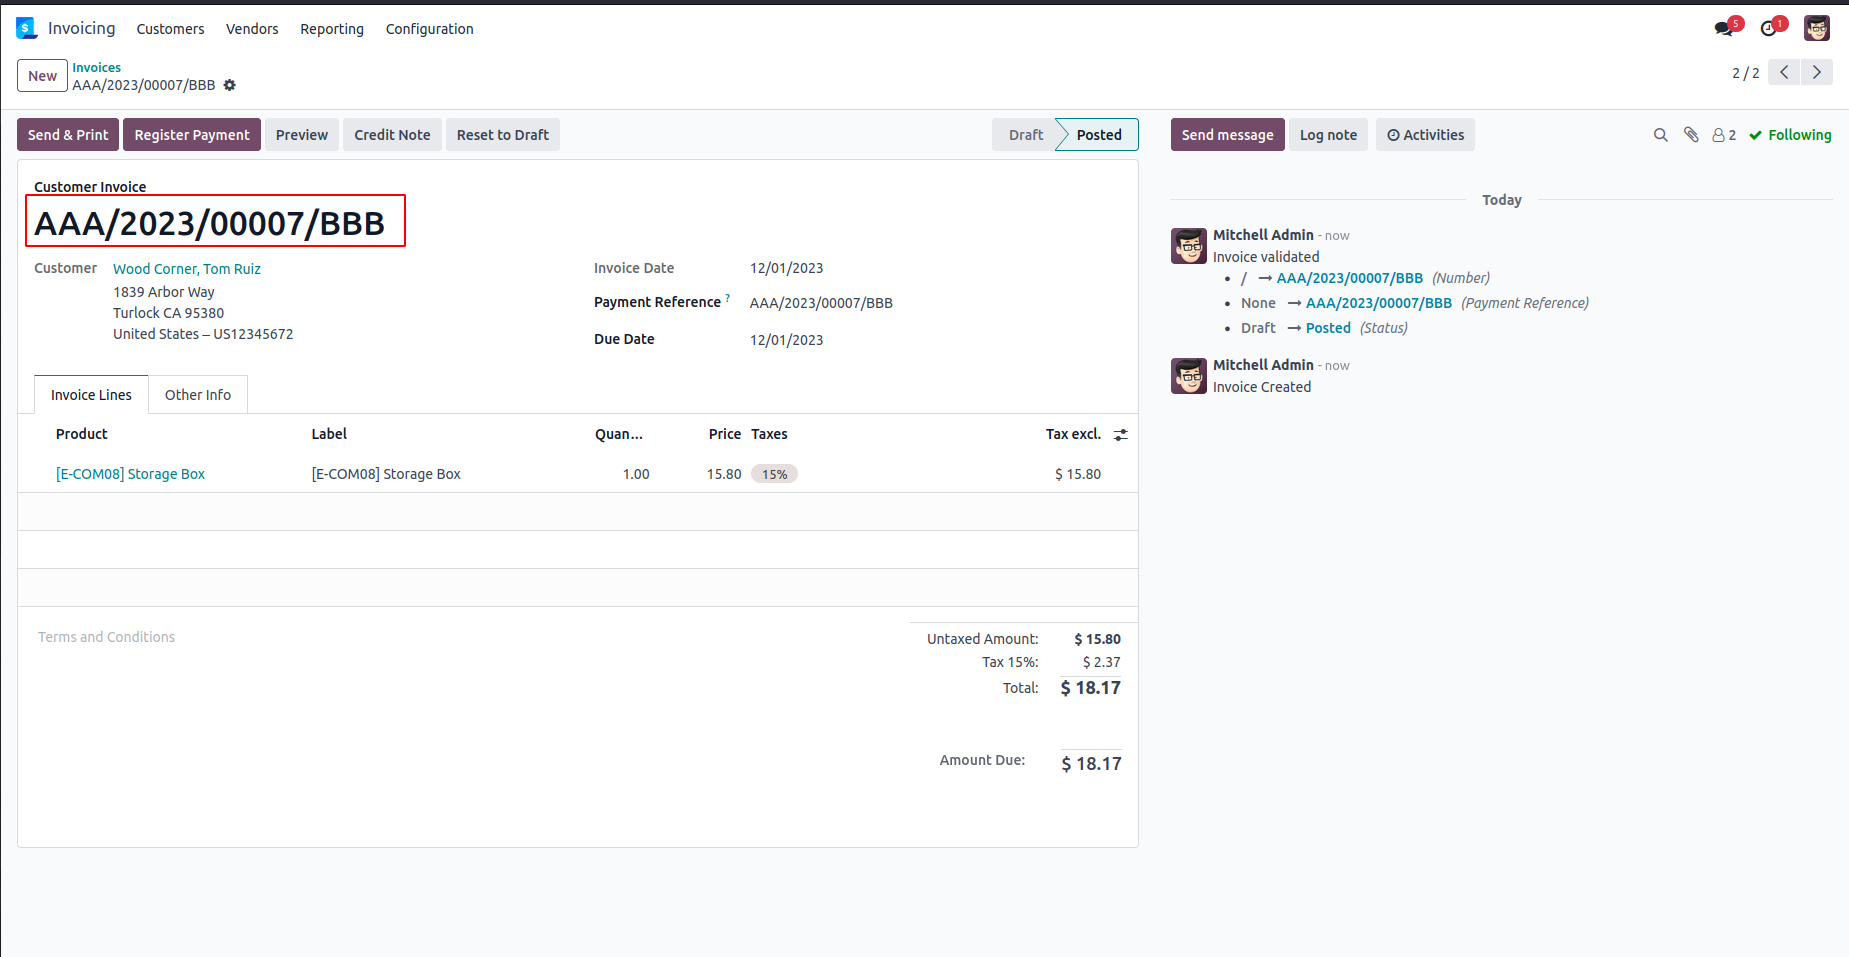 Invoicing Customers Vendors Reporting Configuration 5 1
New Invoices
AAA/2023/00007/BBB
2 / 2
Send & Print Register Payment Preview Credit Note Reset to Draft Draft Posted
Send message Log note Activities 2 Following
Customer Invoice
AAA/2023/00007/BBB
Customer Wood Corner, Tom Ruiz
1839 Arbor Way
Turlock CA 95380
United States – US12345672
Invoice Date 12/01/2023
Payment Reference ? AAA/2023/00007/BBB
Due Date 12/01/2023
Invoice Lines Other Info
Product Label Quan... Price Taxes Tax excl.
[E-COM08] Storage Box [E-COM08] Storage Box 1.00 15.80 15% $ 15.80
Terms and Conditions
Untaxed Amount: $ 15.80
Tax 15%: $ 2.37
Total: $ 18.17
Amount Due: $ 18.17
Today
Mitchell Admin - now
Invoice validated
• / → AAA/2023/00007/BBB (Number)
• None → AAA/2023/00007/BBB (Payment Reference)
• Draft → Posted (Status)
Mitchell Admin - now
Invoice Created